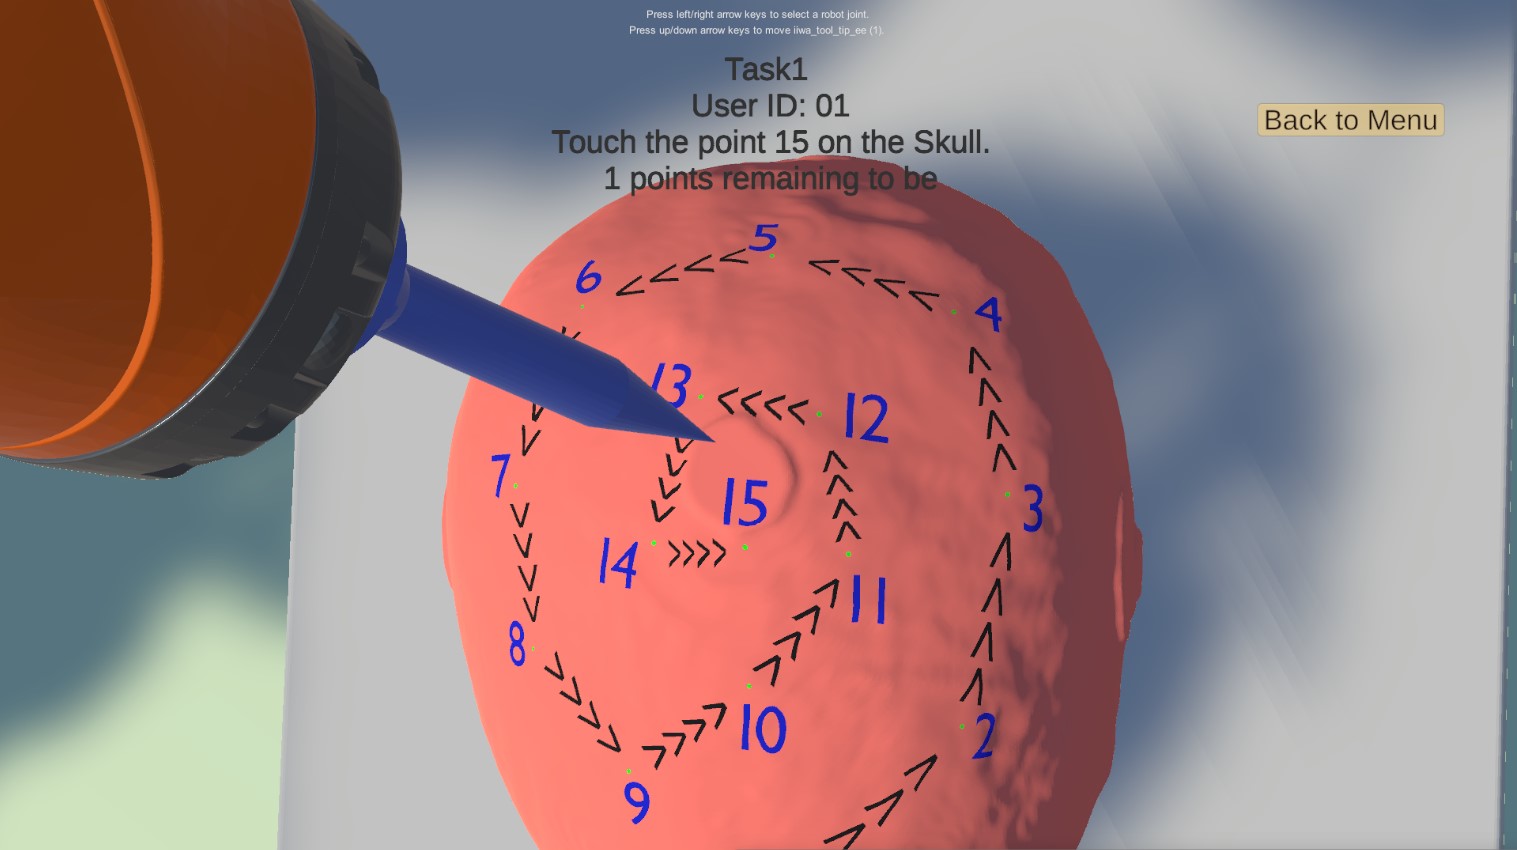 Press left/right arrow keys to select a robot joint.
Press up/down arrow keys to move iiwa_tool_tip_ee (1).
Task1
User ID: 01
Touch the point 15 on the Skull.
1 points remaining to be
Back to Menu
5
6
4
13
12
7
15
3
14
11
8
10
2
9